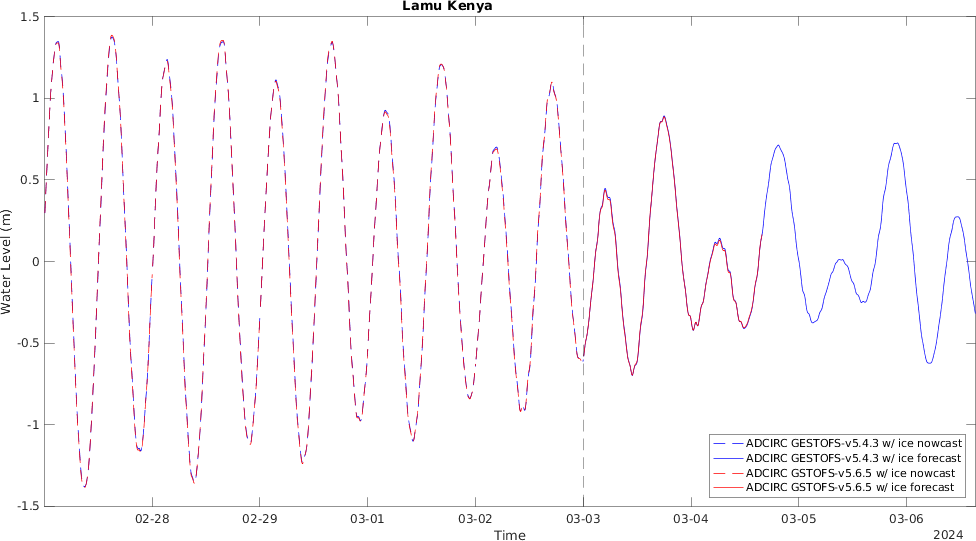 Lamu Kenya
1.5
1
0.5
0
-0.5
-1
-1.5
Water Level (m)
02-28
02-29
03-01
03-02
03-03
03-04
03-05
03-06
Time
2024
ADCIRC GESTOFS-v5.4.3 w/ ice nowcast
ADCIRC GESTOFS-v5.4.3 w/ ice forecast
ADCIRC GSTOFS-v5.6.5 w/ ice nowcast
ADCIRC GSTOFS-v5.6.5 w/ ice forecast